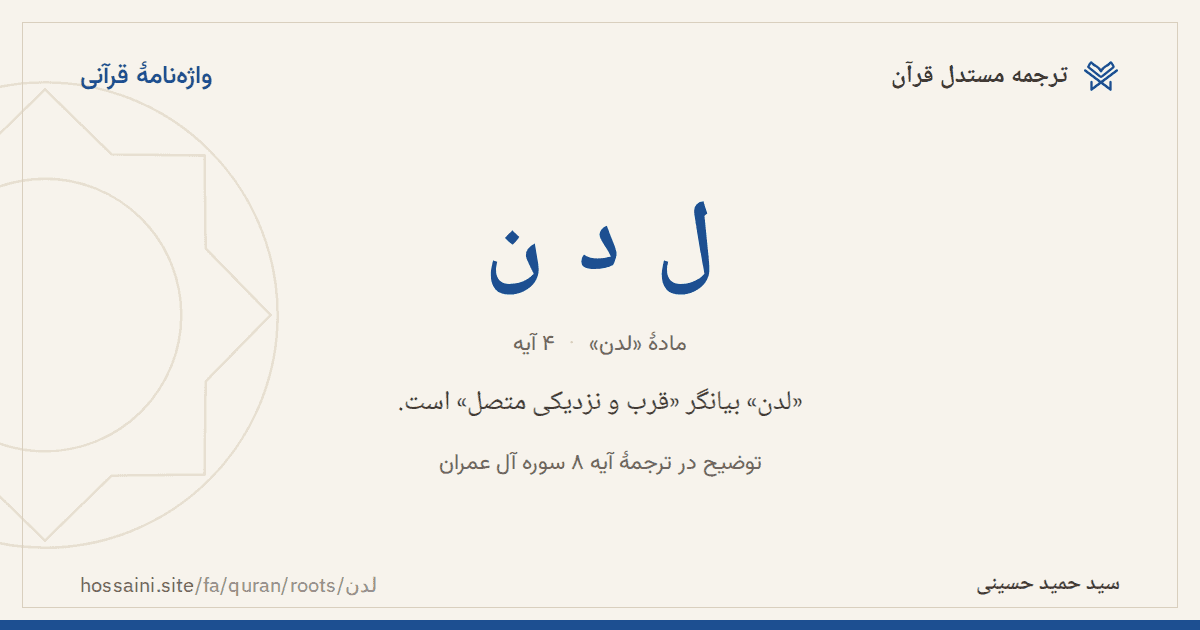 ترجمه مستدل قرآن
واژه‌نامهٔ قرآنی
ل د ن
مادهٔ «لدن» · ۴ آیه
«لدن» بیانگر «قرب و نزدیکی متصل» است.
توضیح در ترجمهٔ آیه ۸ سوره آل عمران
سید حمید حسینی
hossaini.site/fa/quran/roots/لدن